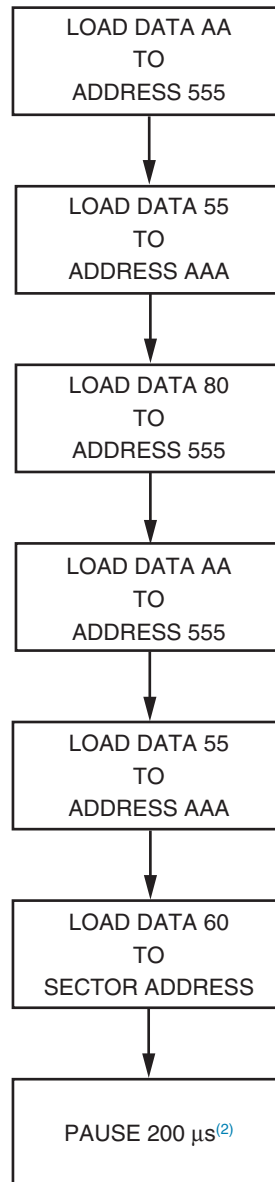 LOAD DATA AA
TO
ADDRESS 555
LOAD DATA 55
TO
ADDRESS AAA
LOAD DATA 80
TO
ADDRESS 555
LOAD DATA AA
TO
ADDRESS 555
LOAD DATA 55
TO
ADDRESS AAA
LOAD DATA 60
TO
SECTOR ADDRESS
PAUSE 200 μs(2)